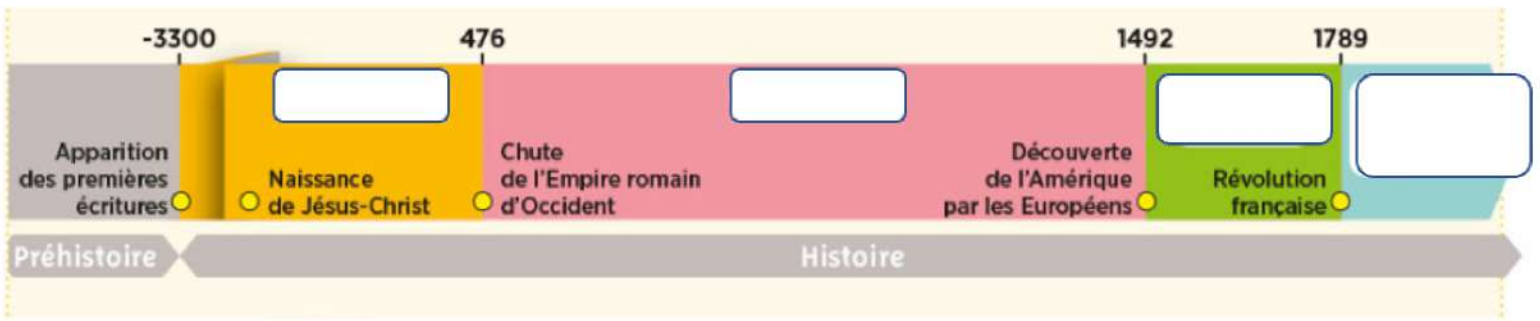 -3300
476
1492
1789
Apparition
des premières
écritures
Naissance
de Jésus-Christ
Chute
de l'Empire romain
d'Occident
Découverte
de l'Amérique
par les Européens
Révolution
française
Préhistoire
Histoire